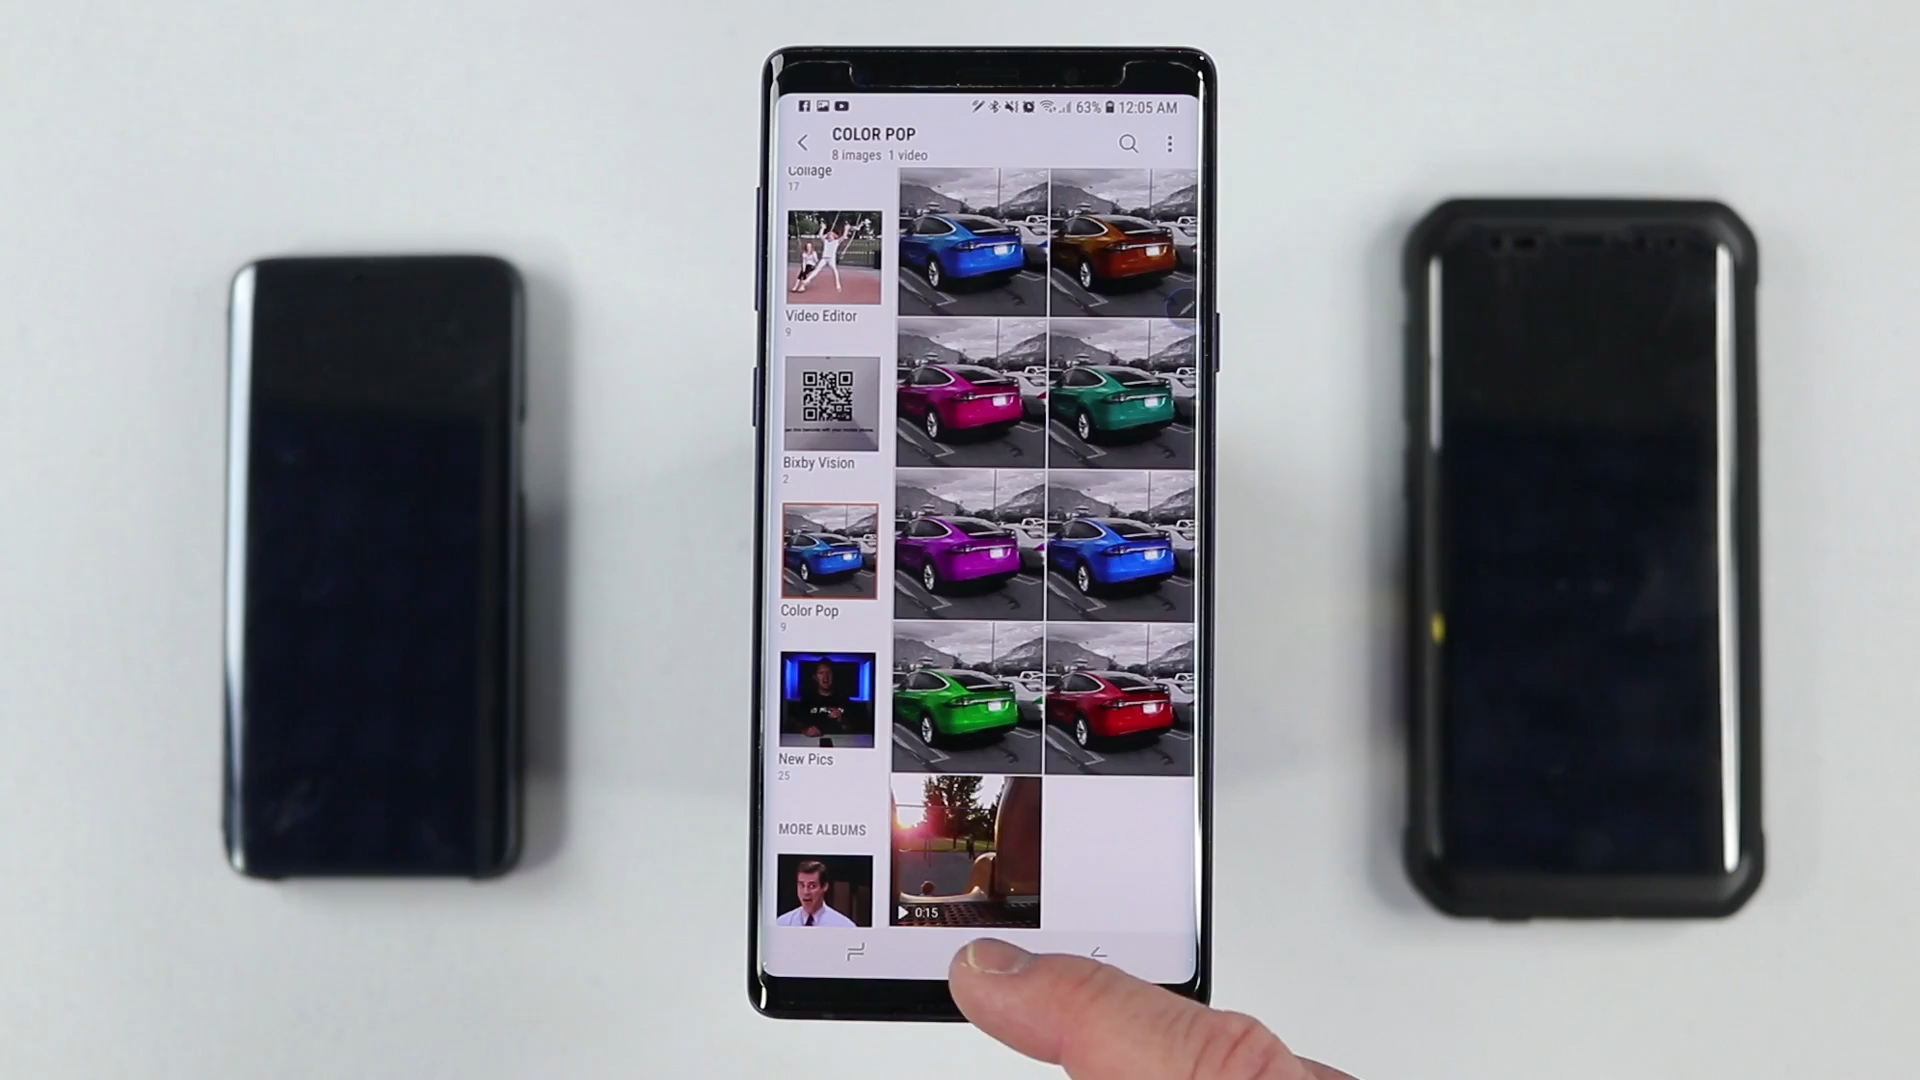 63% 12:05 AM
COLOR POP
8 images 1 video
Collage
17
Video Editor
9
Bixby Vision
2
Color Pop
9
New Pics
25
MORE ALBUMS
0:15